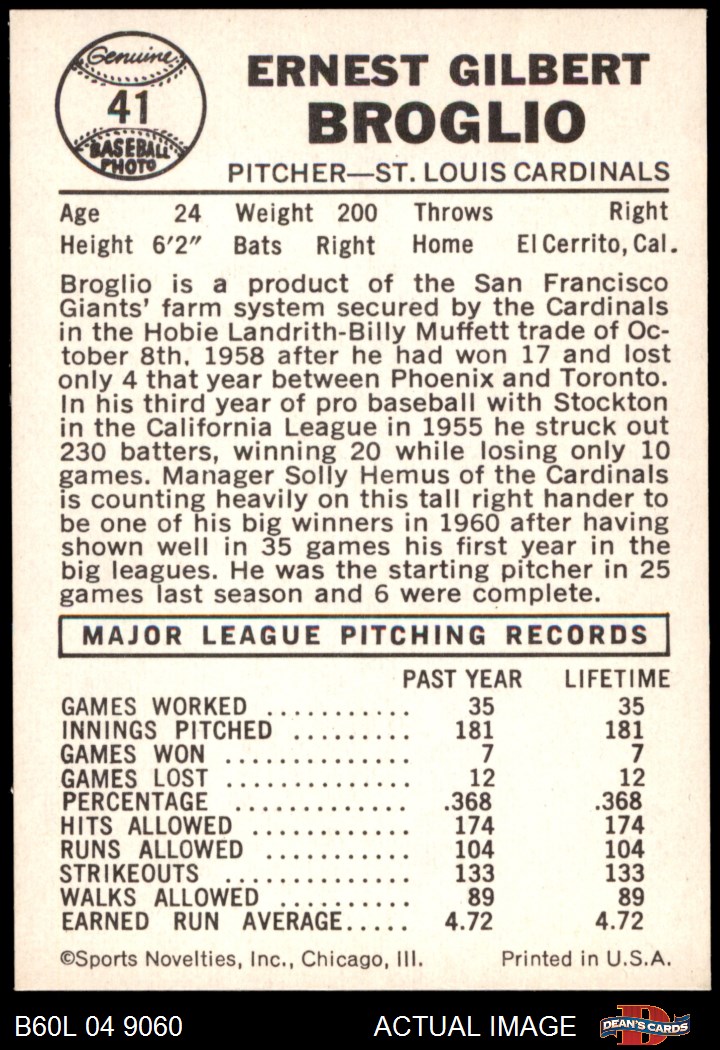 Genuine
41
BASEBALL
PHOTO
ERNEST GILBERT
BROGLIO
PITCHER—ST. LOUIS CARDINALS
Age 24 Weight 200 Throws Right
Height 6'2" Bats Right Home El Cerrito, Cal.
Broglio is a product of the San Francisco
Giants' farm system secured by the Cardinals
in the Hobie Landrith-Billy Muffett trade of Oc-
tober 8th, 1958 after he had won 17 and lost
only 4 that year between Phoenix and Toronto.
In his third year of pro baseball with Stockton
in the California League in 1955 he struck out
230 batters, winning 20 while losing only 10
games. Manager Solly Hemus of the Cardinals
is counting heavily on this tall right hander to
be one of his big winners in 1960 after having
shown well in 35 games his first year in the
big leagues. He was the starting pitcher in 25
games last season and 6 were complete.
MAJOR LEAGUE PITCHING RECORDS
PAST YEAR LIFETIME
GAMES WORKED .......... 35 35
INNINGS PITCHED ......... 181 181
GAMES WON .............. 7 7
GAMES LOST .............. 12 12
PERCENTAGE ............. .368 .368
HITS ALLOWED ............ 174 174
RUNS ALLOWED ........... 104 104
STRIKEOUTS .............. 133 133
WALKS ALLOWED .......... 89 89
EARNED RUN AVERAGE..... 4.72 4.72
©Sports Novelties, Inc., Chicago, Ill. Printed in U.S.A.
B60L 04 9060 ACTUAL IMAGE D DEAN'S CARDS